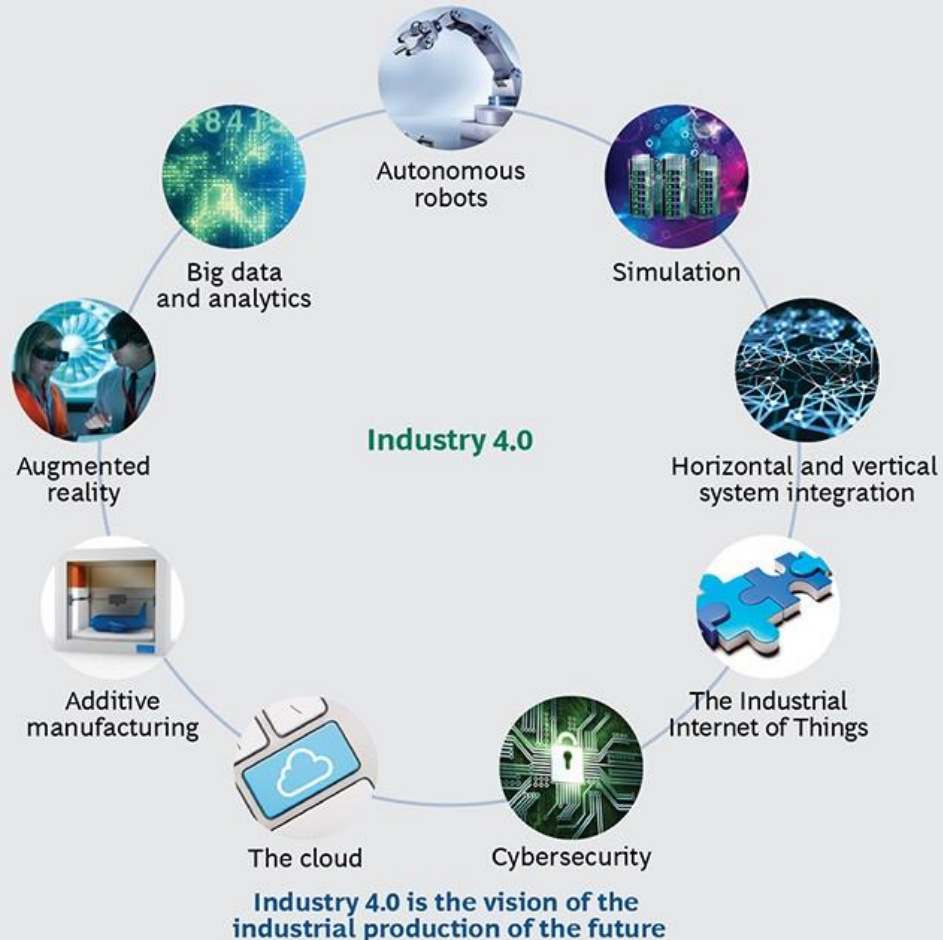 Autonomous
robots
Simulation
Horizontal and vertical
system integration
The Industrial
Internet of Things
Cybersecurity
The cloud
Additive
manufacturing
Augmented
reality
Big data
and analytics
Industry 4.0
Industry 4.0 is the vision of the
industrial production of the future